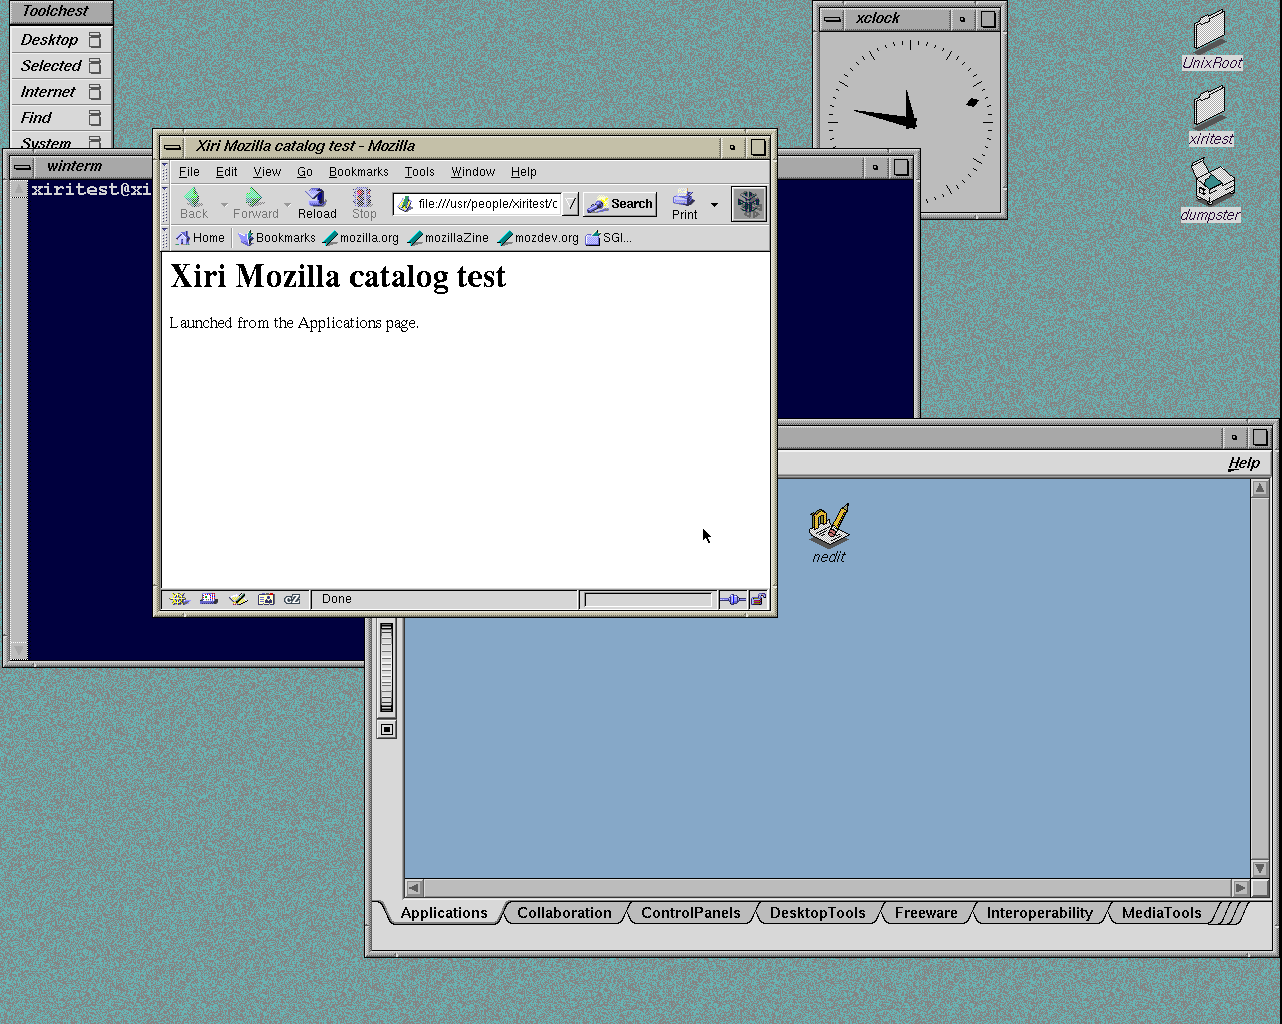 Toolchest
Desktop
Selected
Internet
Find
System
xclock
UnixRoot
xiritest
dumpster
winterm
xiritest@xi
Xiri Mozilla catalog test - Mozilla
File Edit View Go Bookmarks Tools Window Help
Back Forward Reload Stop file:///usr/people/xiritest/c Search Print
Home Bookmarks mozilla.org mozillaZine mozdev.org SGI...
Xiri Mozilla catalog test
Launched from the Applications page.
cZ Done
Help
nedit
Applications Collaboration ControlPanels DesktopTools Freeware Interoperability MediaTools